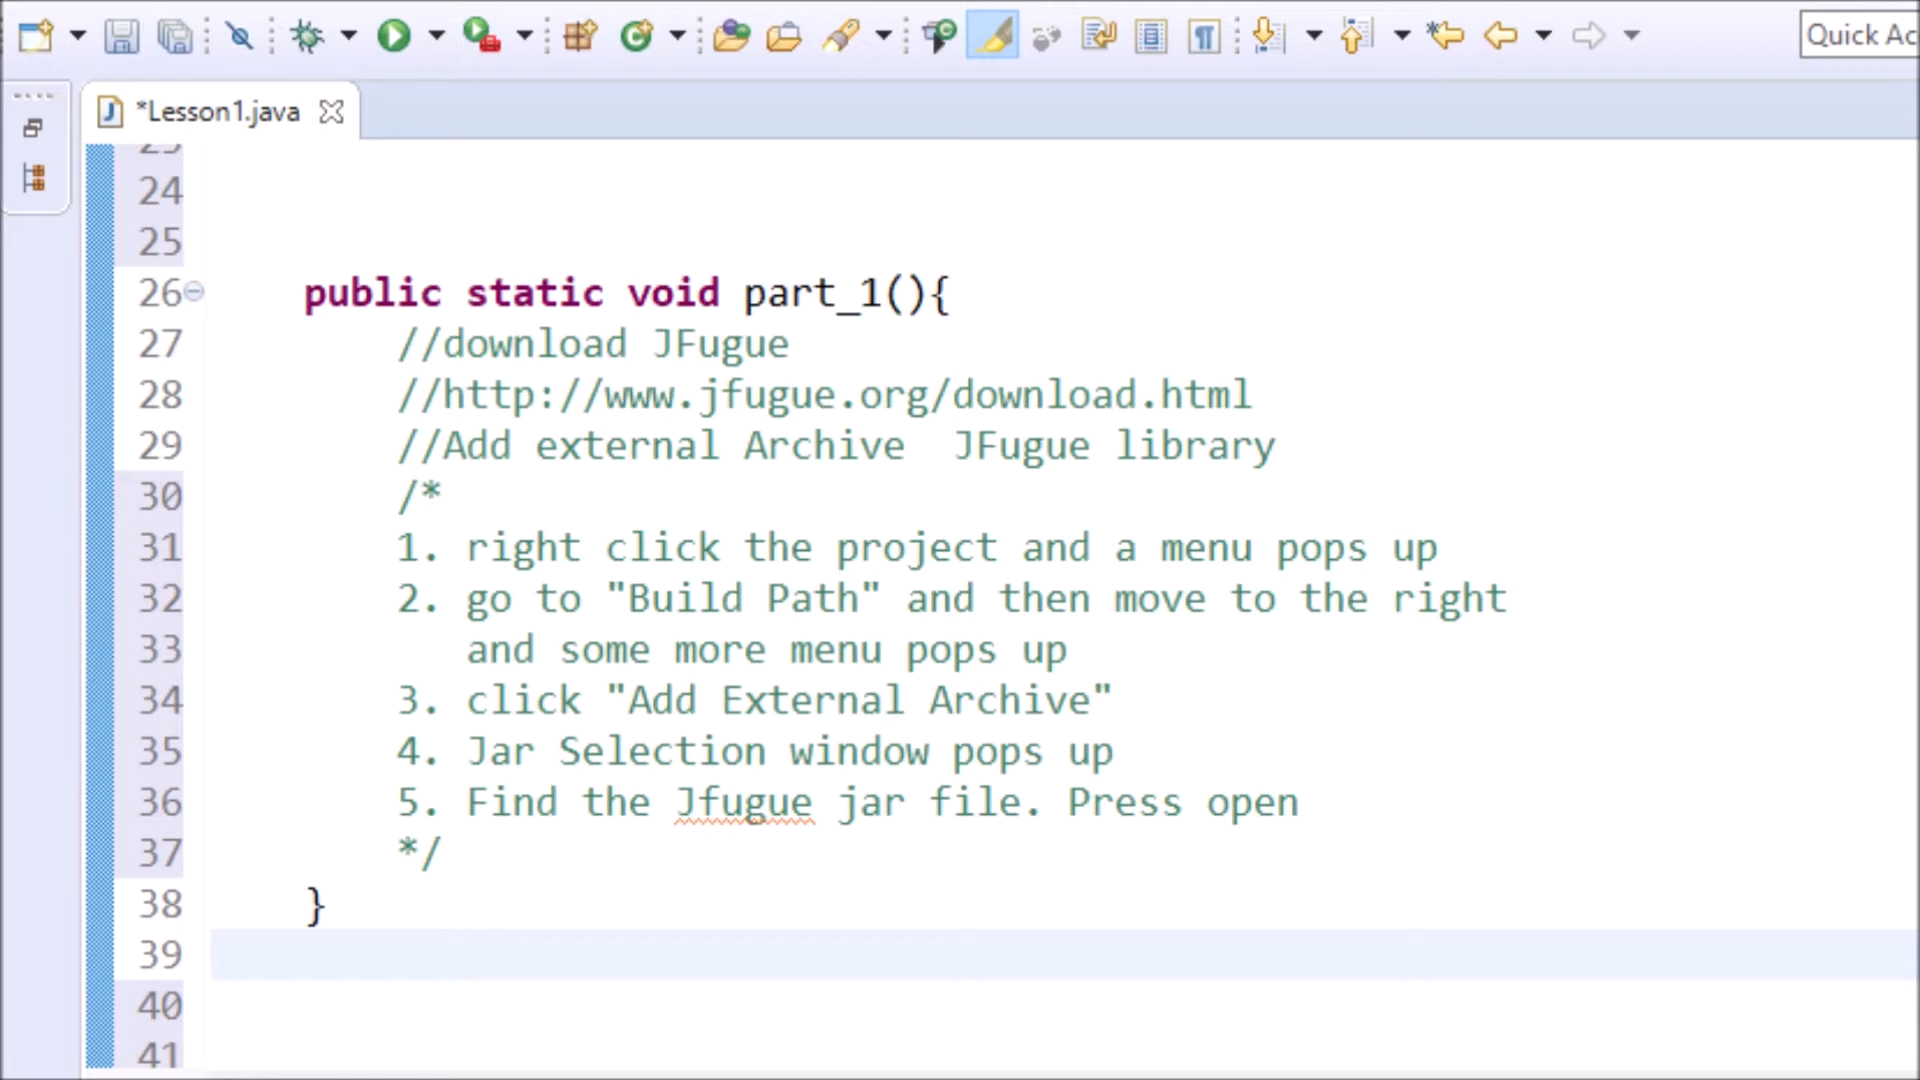 Quick Ac
*Lesson1.java
24
25
26 public static void part_1(){
27 //download JFugue
28 //http://www.jfugue.org/download.html
29 //Add external Archive  JFugue library
30 /*
31 1. right click the project and a menu pops up
32 2. go to "Build Path" and then move to the right
33 and some more menu pops up
34 3. click "Add External Archive"
35 4. Jar Selection window pops up
36 5. Find the Jfugue jar file. Press open
37 */
38 }
39
40
41